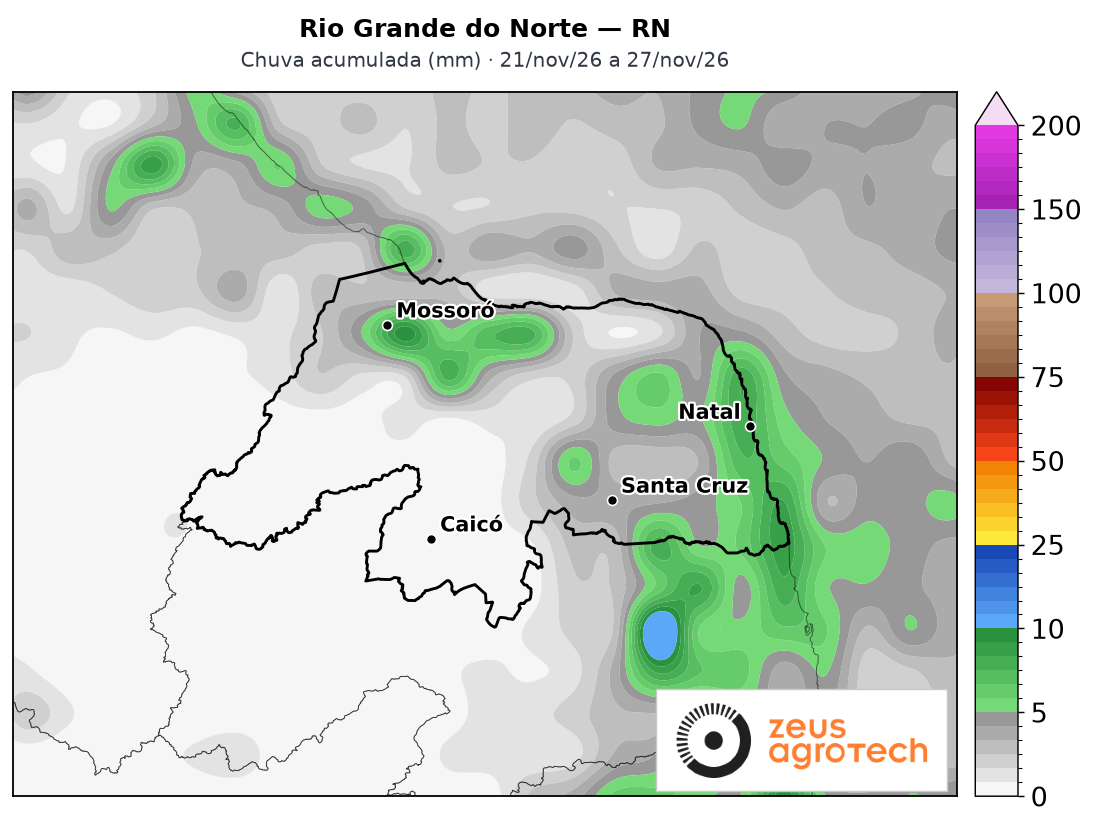 Rio Grande do Norte — RN
Chuva acumulada (mm) · 21/nov/26 a 27/nov/26
Mossoró
Natal
Santa Cruz
Caicó
200
150
100
75
50
25
10
5
0
zeus
agrotech